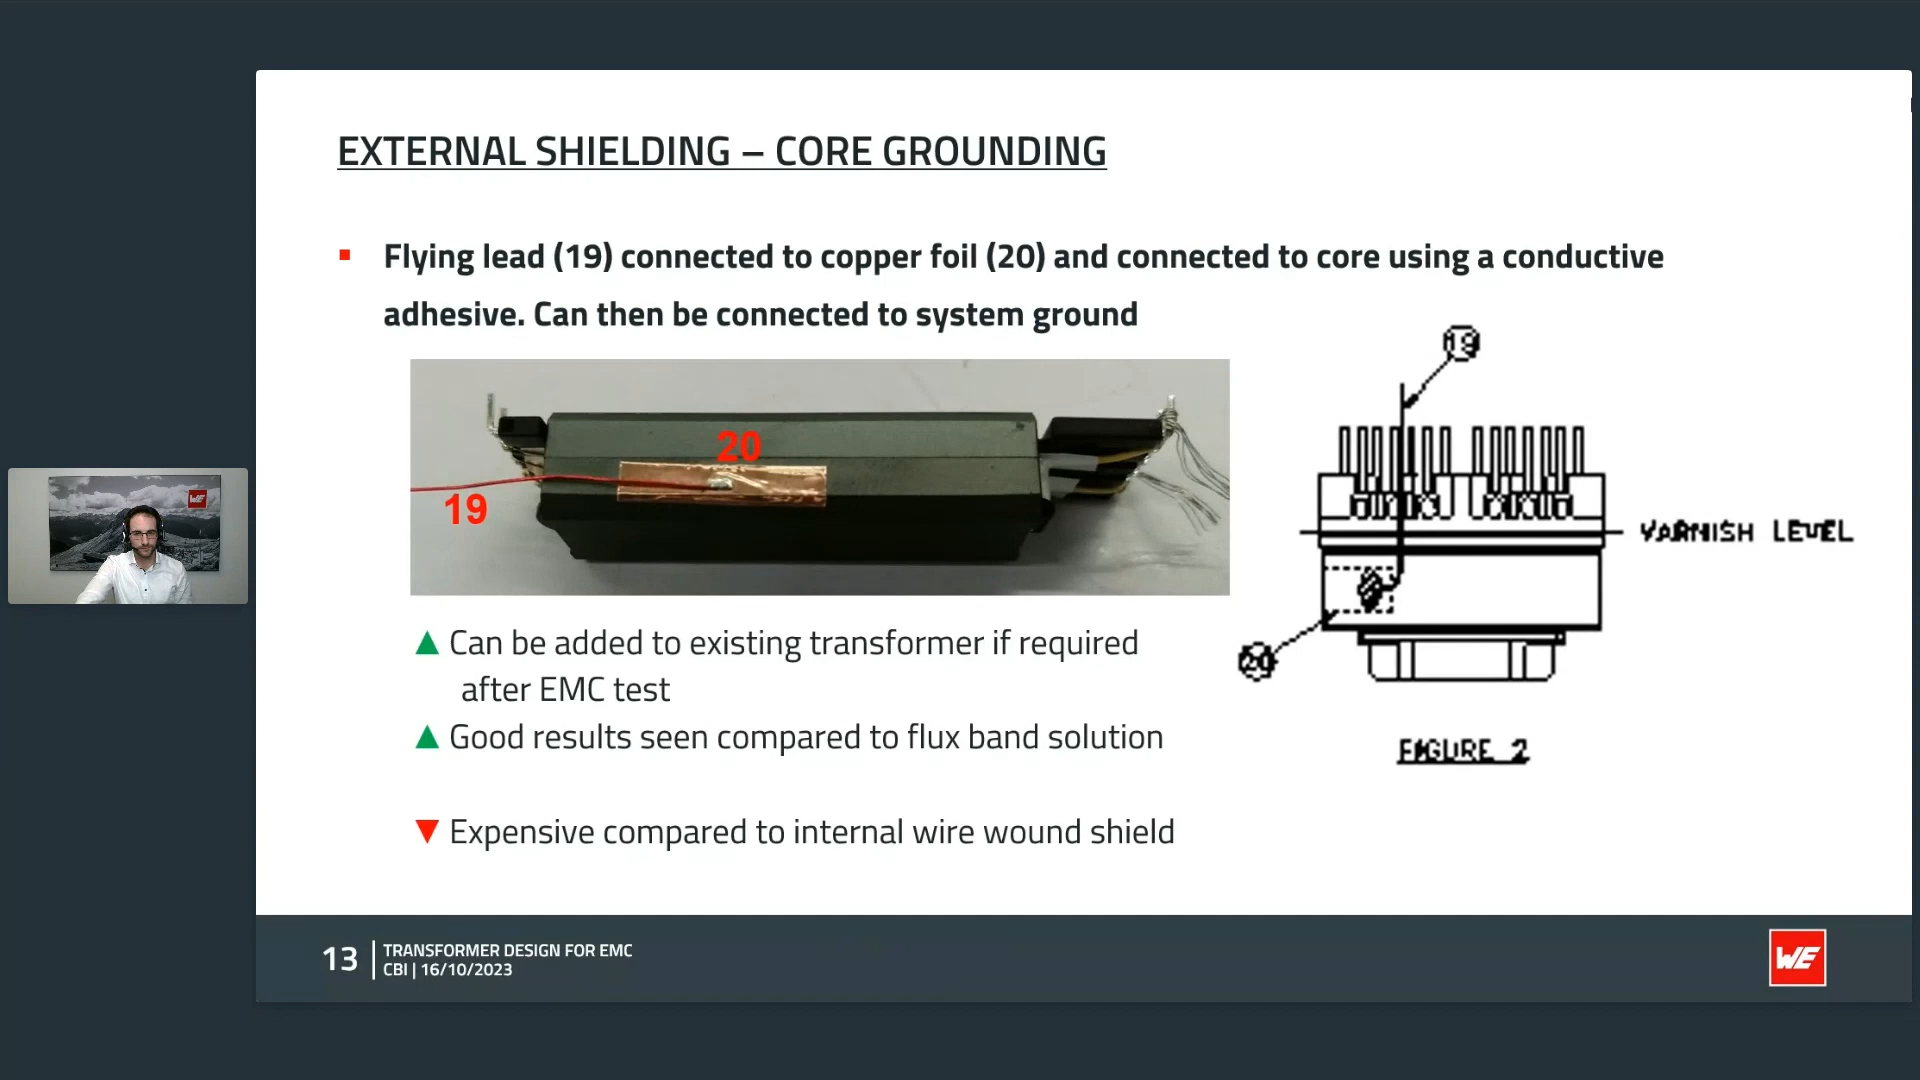 EXTERNAL SHIELDING – CORE GROUNDING
▪ Flying lead (19) connected to copper foil (20) and connected to core using a conductive
adhesive. Can then be connected to system ground
20
19
19
VARNISH LEVEL
20
FIGURE 2
▲ Can be added to existing transformer if required
after EMC test
▲ Good results seen compared to flux band solution
▼ Expensive compared to internal wire wound shield
13
TRANSFORMER DESIGN FOR EMC
CBI | 16/10/2023
WE
WE